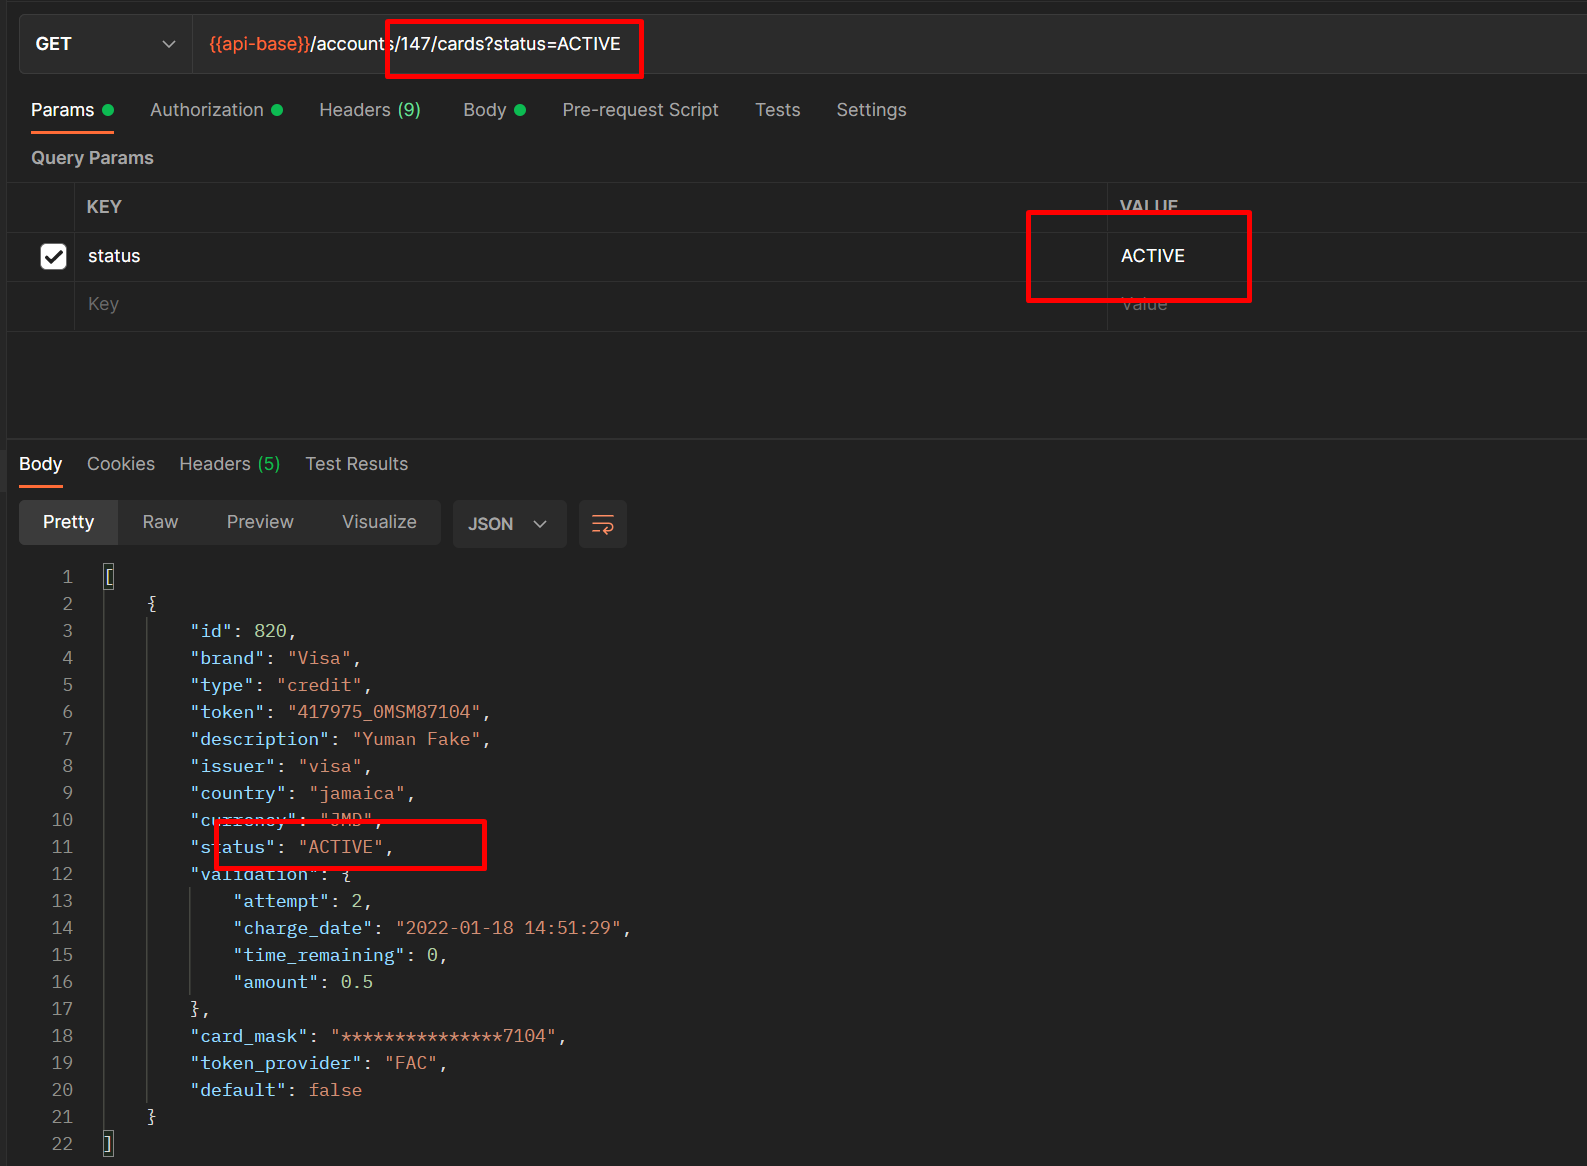 GET {{api-base}}/accounts/147/cards?status=ACTIVE
Params Authorization Headers (9) Body Pre-request Script Tests Settings
Query Params
KEY VALUE
status ACTIVE
Key Value
Body Cookies Headers (5) Test Results
Pretty Raw Preview Visualize JSON
1 [
2 {
3 "id": 820,
4 "brand": "Visa",
5 "type": "credit",
6 "token": "417975_0MSM87104",
7 "description": "Yuman Fake",
8 "issuer": "visa",
9 "country": "jamaica",
10 "currency": "JMD",
11 "status": "ACTIVE",
12 "validation": {
13 "attempt": 2,
14 "charge_date": "2022-01-18 14:51:29",
15 "time_remaining": 0,
16 "amount": 0.5
17 },
18 "card_mask": "***************7104",
19 "token_provider": "FAC",
20 "default": false
21 }
22 ]